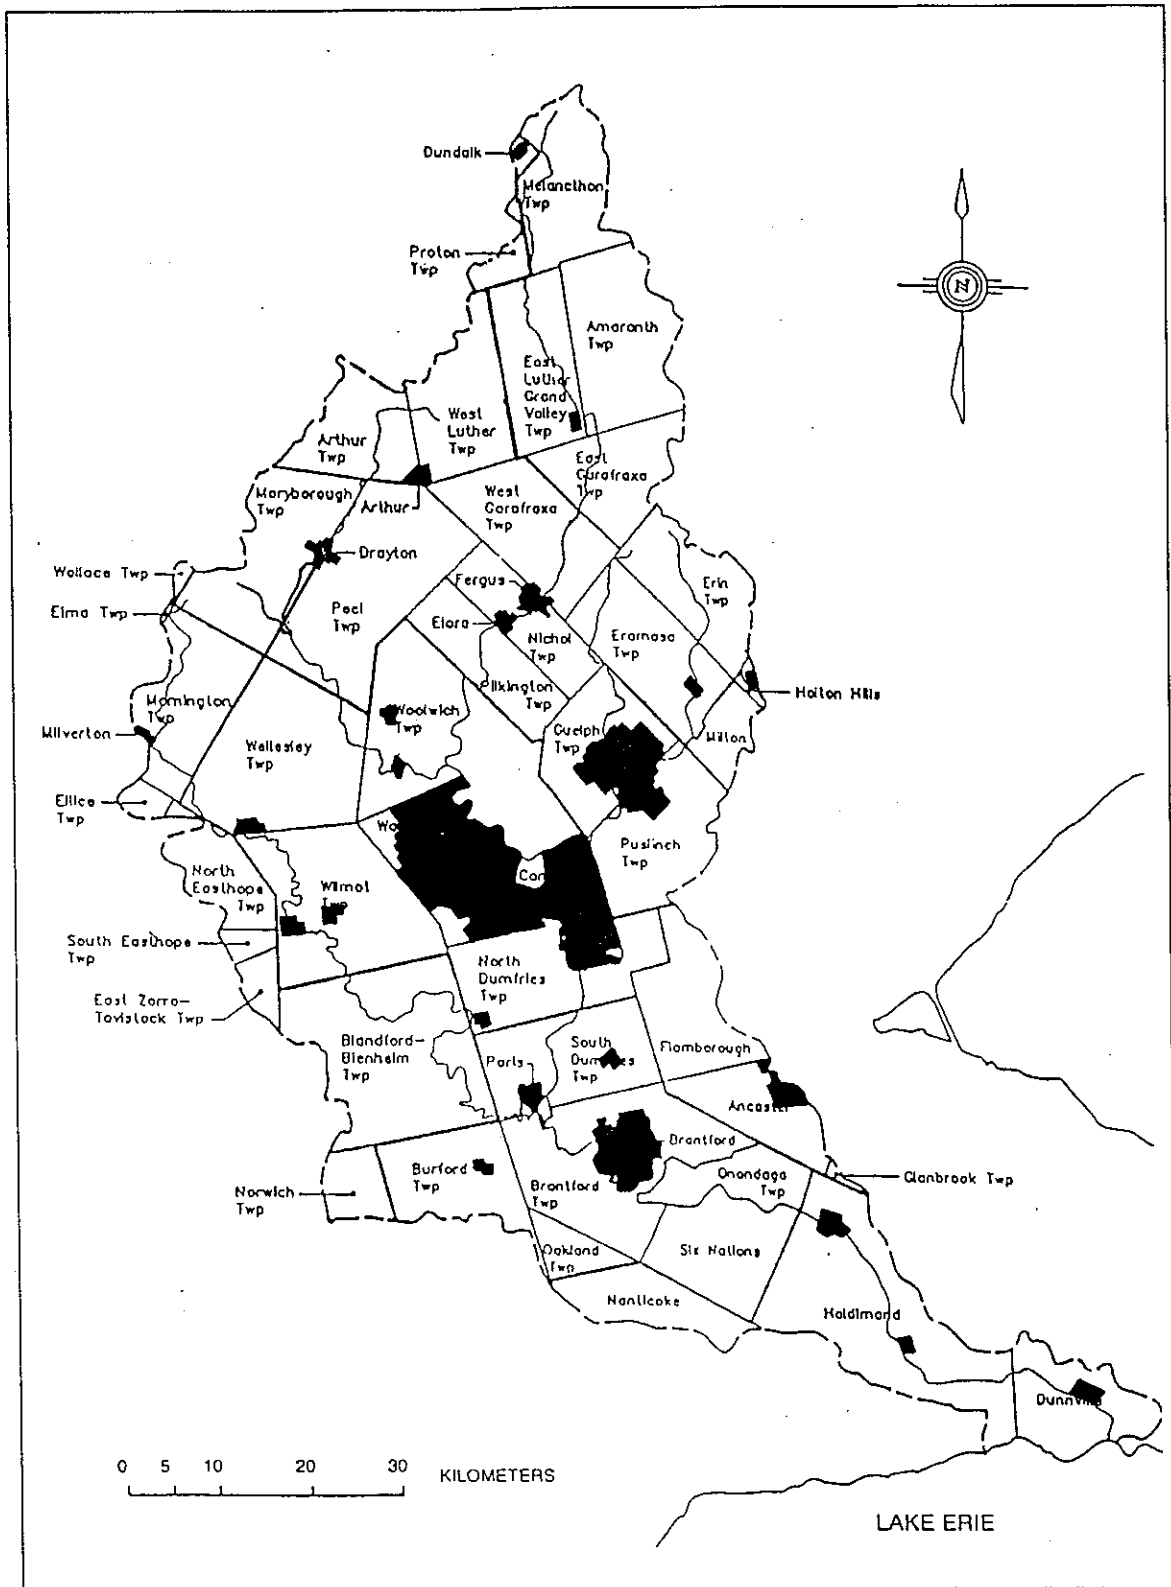 Dundalk
Melancthon
Twp
Proton
Twp
Amaranth
Twp
East
Luther
Grand
Valley
Twp
West
Luther
Twp
Arthur
Twp
East
Garafraxa
Twp
Maryborough
Twp
Arthur
West
Garafraxa
Twp
Drayton
Wallace Twp
Fergus
Erin
Twp
Elma Twp
Peel
Twp
Elora
Nichol
Twp
Eramosa
Twp
Pilkington
Twp
Halton Hills
Mornington
Twp
Woolwich
Twp
Milverton
Guelph
Twp
Milton
Wellesley
Twp
Ellice
Twp
Wo
Puslinch
Twp
North
Easthope
Twp
Wilmot
Twp
Cam
South Easthope
Twp
North
Dumfries
Twp
East Zorra-
Tavistock Twp
Blandford-
Blenheim
Twp
Paris
South
Dumfries
Twp
Flamborough
Ancaster
Brantford
Burford
Twp
Onondaga
Twp
Glanbrook Twp
Norwich
Twp
Brantford
Twp
Oakland
Twp
Six Nations
Nanticoke
Haldimand
Dunnville
N
0 5 10 20 30 KILOMETERS
LAKE ERIE